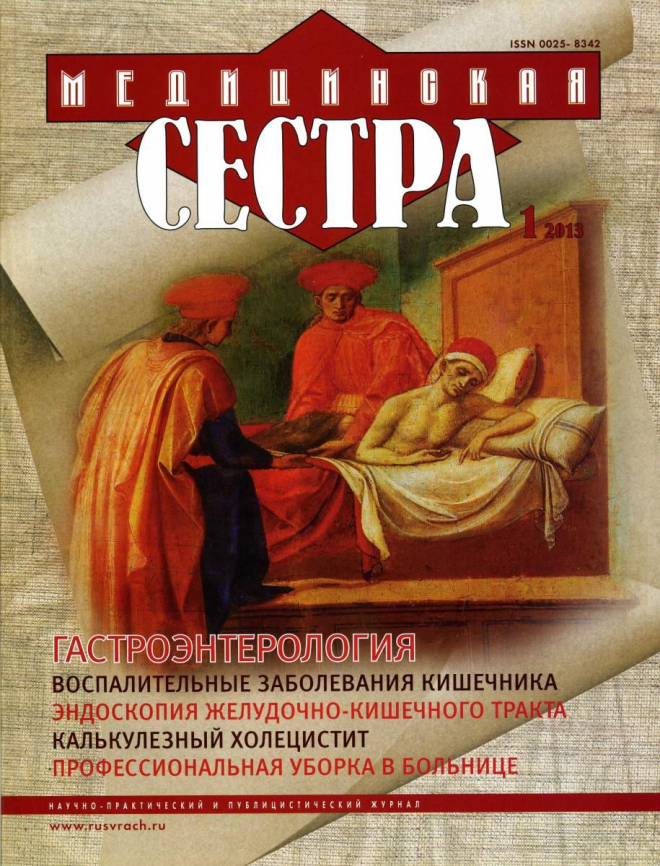 ISSN 0025- 8342
МЕДИЦИНСКАЯ
СЕСТРА
1 2013
ГАСТРОЭНТЕРОЛОГИЯ
ВОСПАЛИТЕЛЬНЫЕ ЗАБОЛЕВАНИЯ КИШЕЧНИКА
ЭНДОСКОПИЯ ЖЕЛУДОЧНО-КИШЕЧНОГО ТРАКТА
КАЛЬКУЛЕЗНЫЙ ХОЛЕЦИСТИТ
ПРОФЕССИОНАЛЬНАЯ УБОРКА В БОЛЬНИЦЕ
НАУЧНО-ПРАКТИЧЕСКИЙ И ПУБЛИЦИСТИЧЕСКИЙ ЖУРНАЛ
www.rusvrach.ru